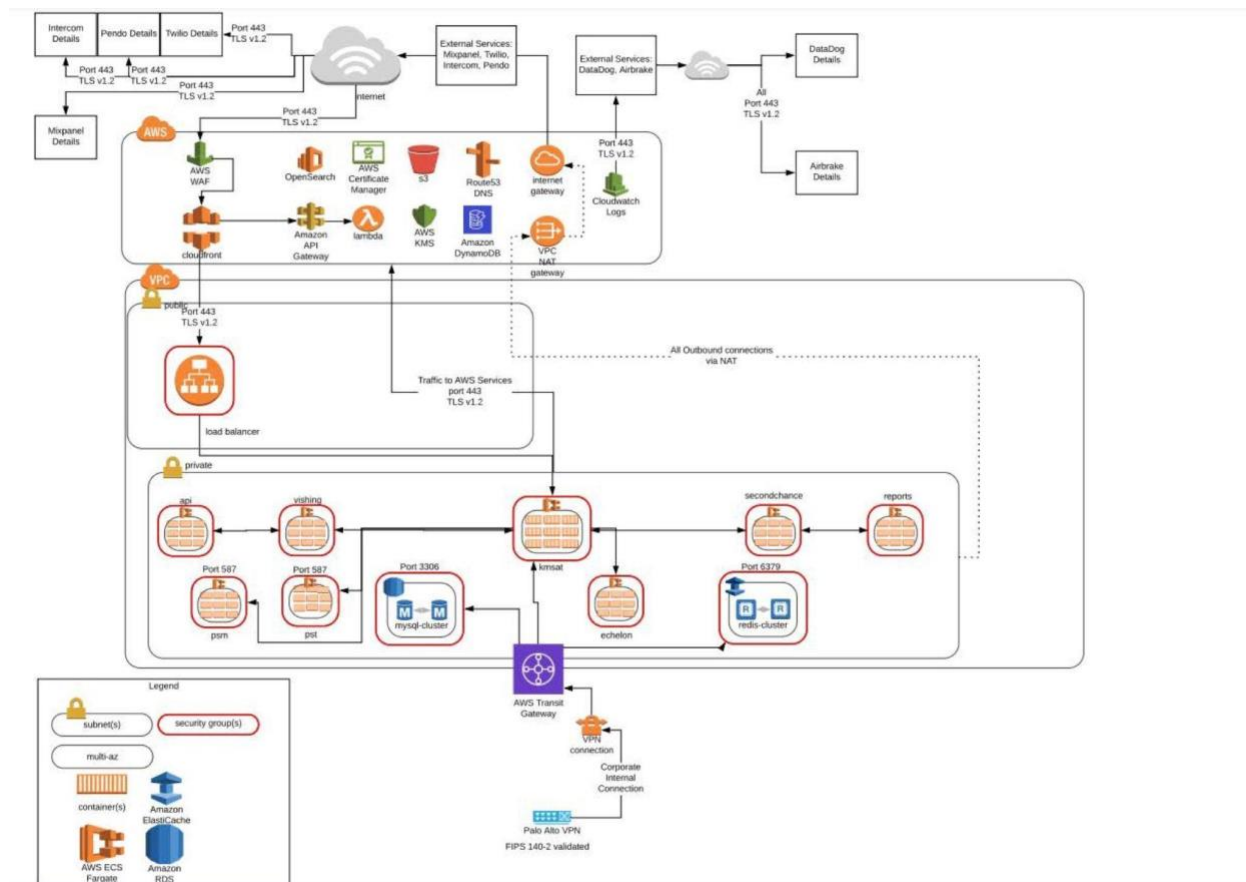 Intercom
Details
Pendo Details
Twilio Details
Port 443
TLS v1.2
Port 443
TLS v1.2
Port 443
TLS v1.2
Port 443
TLS v1.2
Mixpanel
Details
nternet
Port 443
TLS v1.2
External Services:
Mixpanel, Twilio,
Intercom, Pendo
External Services:
DataDog, Airbrake
DataDog
Details
All
Port 443
TLS v1.2
Airbrake
Details
AWS
AWS
WAF
OpenSearch
AWS
Certificate
Manager
s3
Route53
DNS
internet
gateway
Port 443
TLS v1.2
Cloudwatch
Logs
cloudfront
Amazon
API
Gateway
lambda
AWS
KMS
Amazon
DynamoDB
VPC
NAT
gateway
VPC
public
Port 443
TLS v1.2
load balancer
Traffic to AWS Services
port 443
TLS v1.2
All Outbound connections
via NAT
private
api
vishing
kmsat
secondchance
reports
Port 587
psm
Port 587
pst
Port 3306
M
M
mysql-cluster
echelon
Port 6379
R
R
redis-cluster
AWS Transit
Gateway
VPN
connection
Corporate
Internal
Connection
Palo Alto VPN
FIPS 140-2 validated
Legend
subnet(s)
security group(s)
multi-az
container(s)
Amazon
ElastiCache
AWS ECS
Fargate
Amazon
RDS